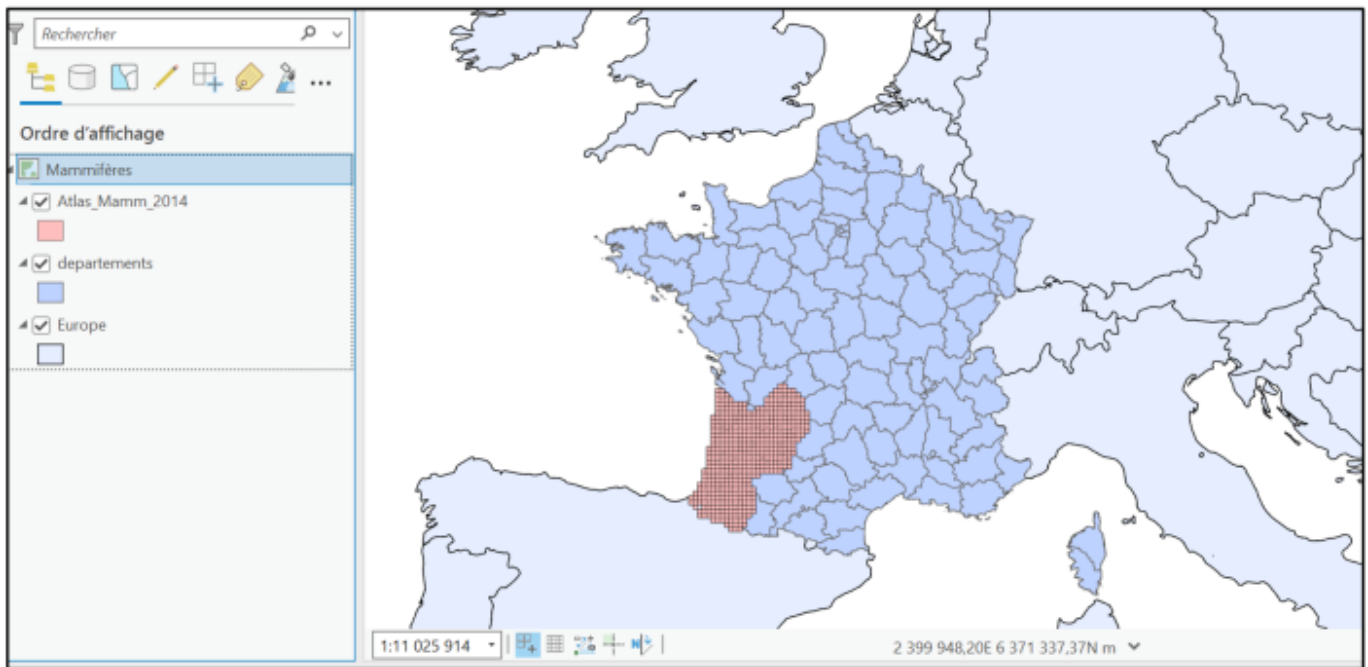 Rechercher
Ordre d'affichage
Mammifères
Atlas_Mamm_2014
departements
Europe
1:11 025 914
2 399 948,20E 6 371 337,37N m